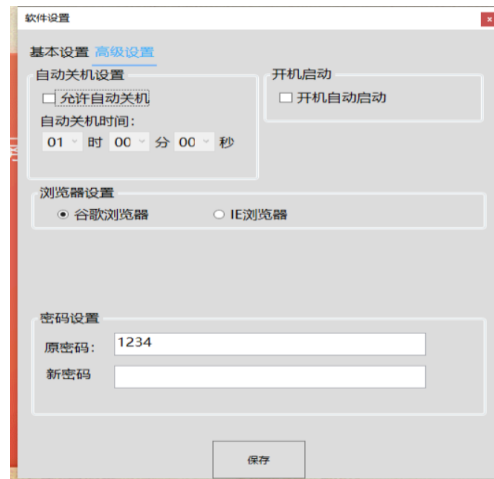 软件设置
基本设置 高级设置
自动关机设置
允许自动关机
自动关机时间：
01 时 00 分 00 秒
开机启动
开机自动启动
浏览器设置
谷歌浏览器 IE浏览器
密码设置
原密码： 1234
新密码
保存